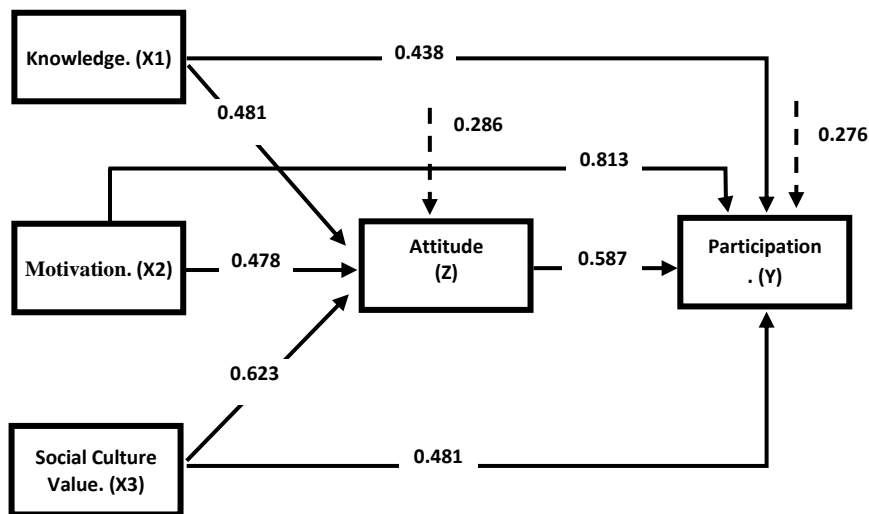 Knowledge. (X1)
0.438
0.481
0.286
0.276
0.813
Motivation. (X2)
0.478
Attitude
(Z)
0.587
Participation
. (Y)
0.623
Social Culture
Value. (X3)
0.481